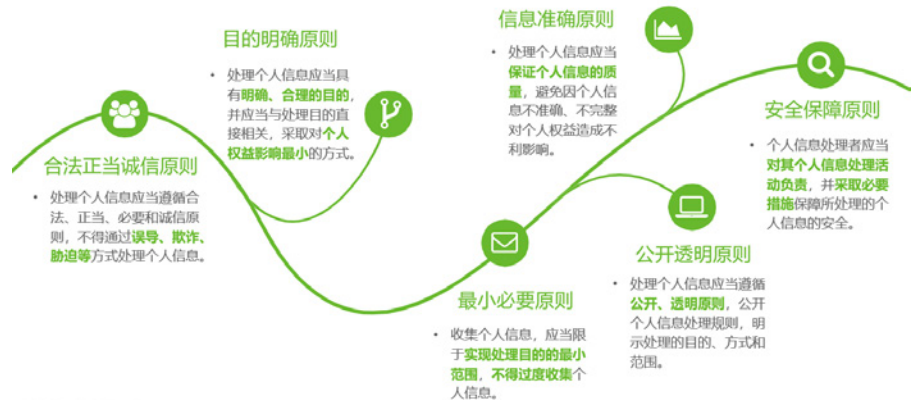 合法正当诚信原则
• 处理个人信息应当遵循合
法、正当、必要和诚信原
则，不得通过误导、欺诈、
胁迫等方式处理个人信息。
目的明确原则
• 处理个人信息应当具
有明确、合理的目的，
并应当与处理目的直
接相关，采取对个人
权益影响最小的方式。
最小必要原则
• 收集个人信息，应当限
于实现处理目的的最小
范围，不得过度收集个
人信息。
信息准确原则
• 处理个人信息应当
保证个人信息的质
量，避免因个人信
息不准确、不完整
对个人权益造成不
利影响。
公开透明原则
• 处理个人信息应当遵循
公开、透明原则，公开
个人信息处理规则，明
示处理的目的、方式和
范围。
安全保障原则
• 个人信息处理者应当
对其个人信息处理活
动负责，并采取必要
措施保障所处理的个
人信息的安全。